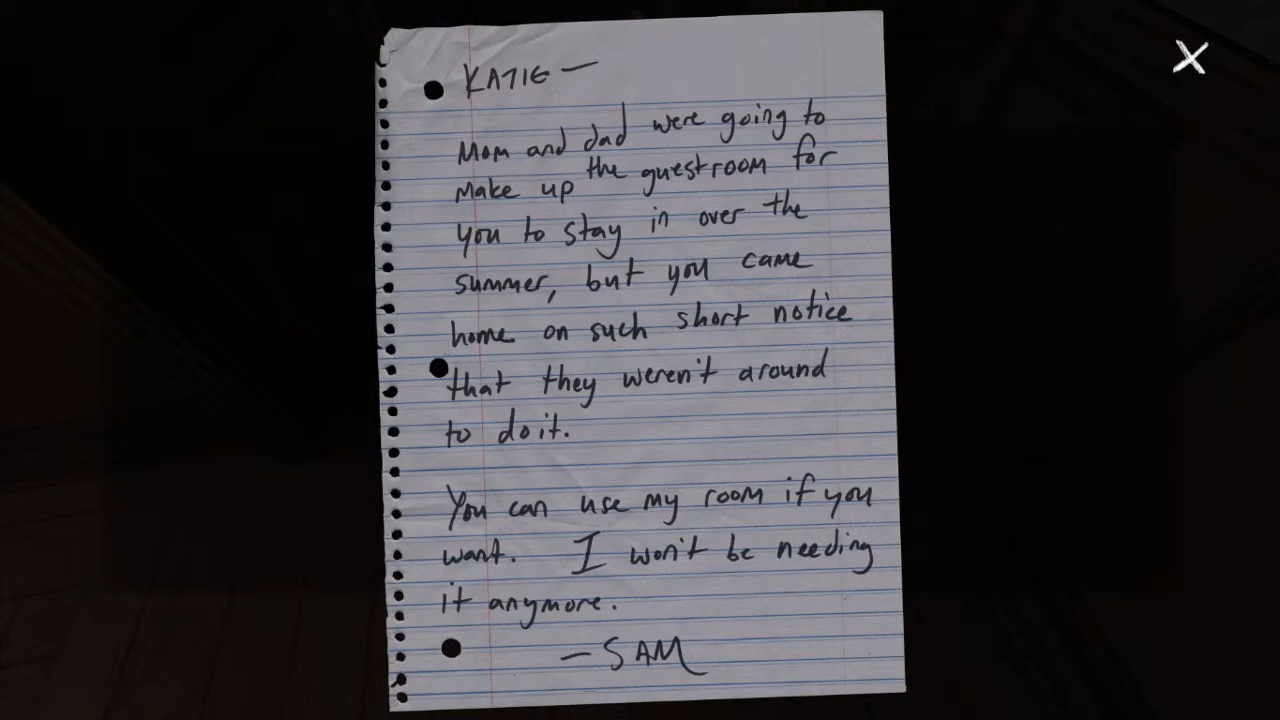 KATIE —
Mom and dad were going to
make up the guestroom for
you to stay in over the
summer, but you came
home on such short notice
that they weren't around
to do it.
You can use my room if you
want. I won't be needing
it anymore.
— SAM